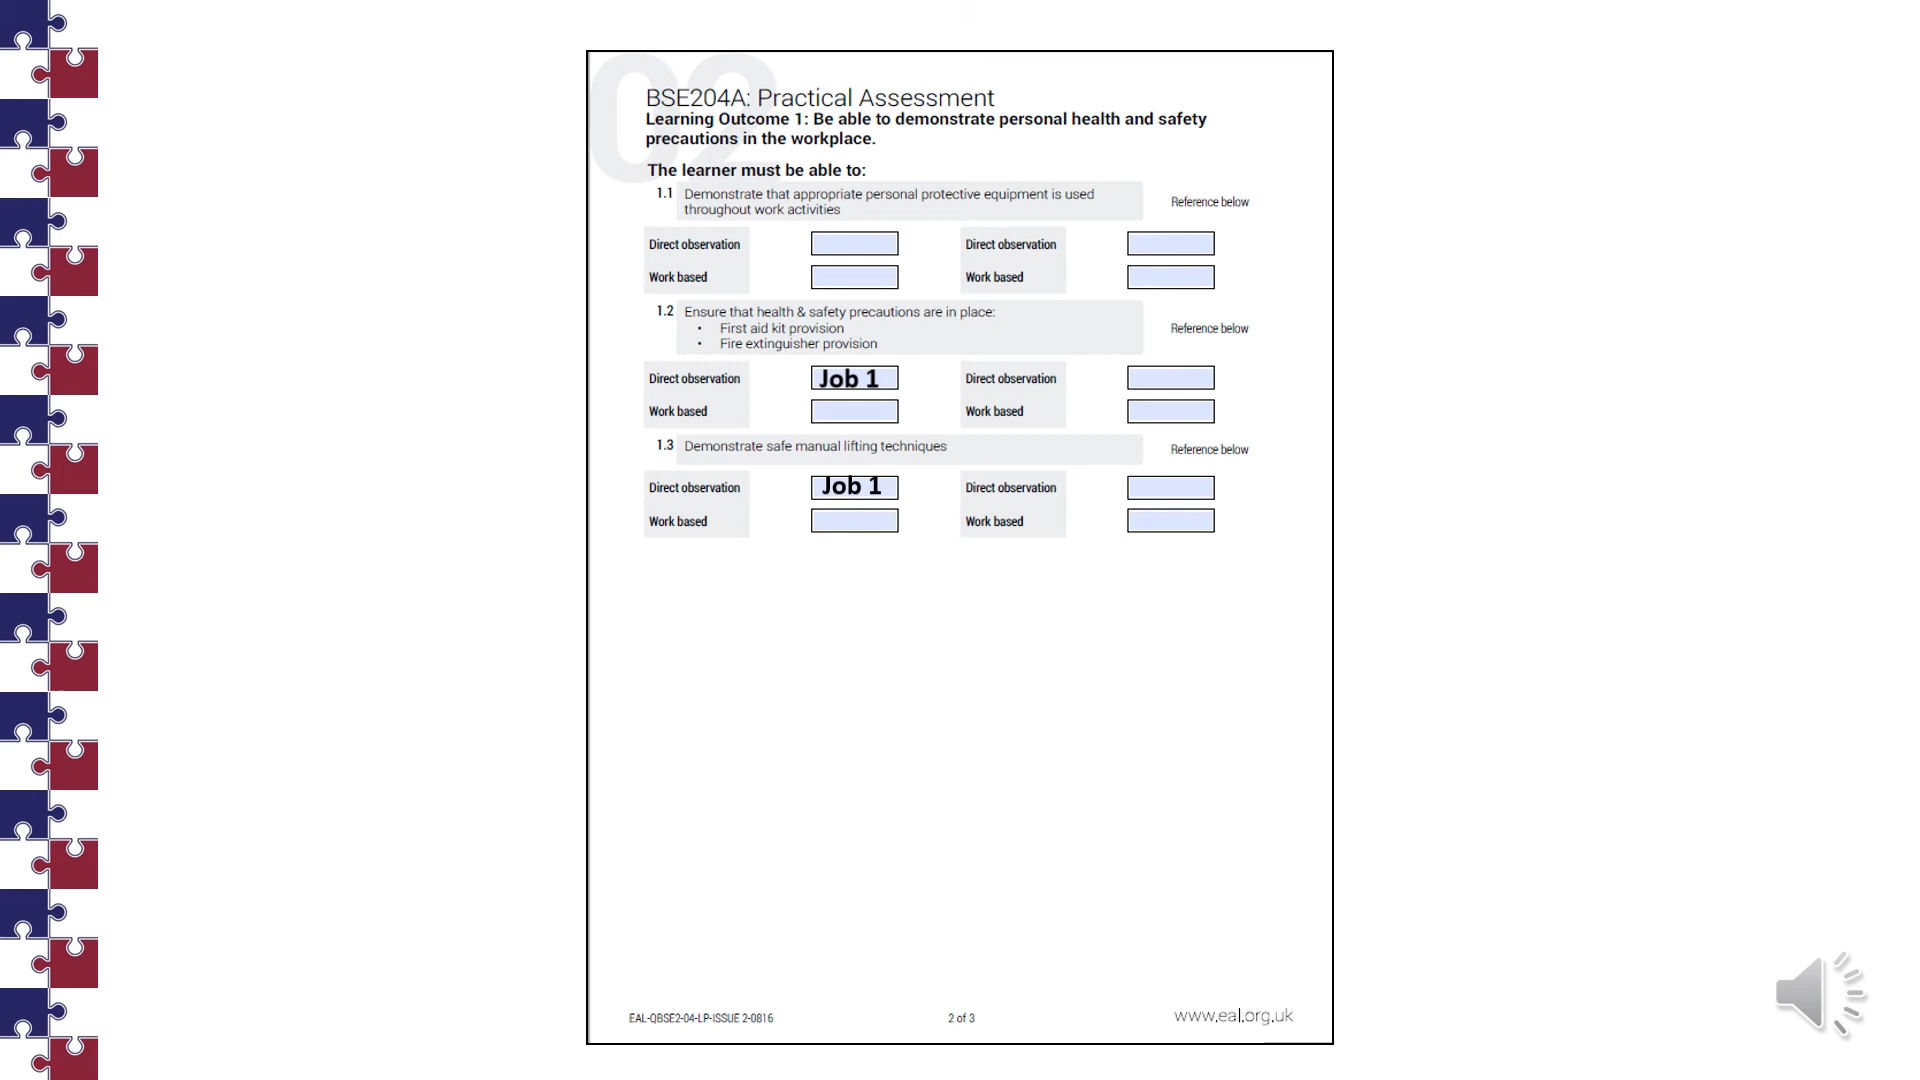 02
BSE204A: Practical Assessment
Learning Outcome 1: Be able to demonstrate personal health and safety
precautions in the workplace.
The learner must be able to:
1.1 Demonstrate that appropriate personal protective equipment is used
throughout work activities
Reference below
Direct observation Direct observation
Work based Work based
1.2 Ensure that health & safety precautions are in place:
• First aid kit provision Reference below
• Fire extinguisher provision
Direct observation Job 1 Direct observation
Work based Work based
1.3 Demonstrate safe manual lifting techniques Reference below
Direct observation Job 1 Direct observation
Work based Work based
EAL-QBSE2-04-LP-ISSUE 2-0816 2 of 3 www.eal.org.uk